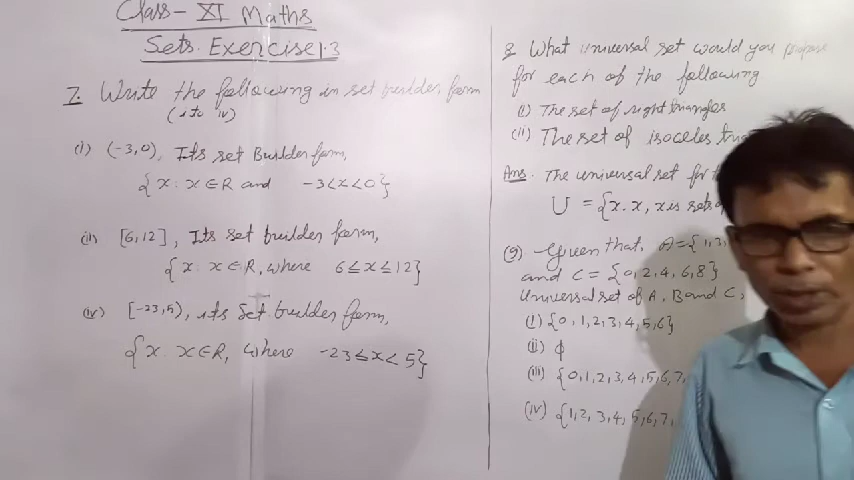 Class - XI Maths
Sets. Exercise 1.3
7. Write the following in set builder form
(i to iv)
(i) (-3,0), Its set Builder form,
{x : x ∈ R and -3<x<0}
(iii) [6,12], Its set builder form,
{x : x ∈ R, where 6≤x≤12}
(iv) [-23,5), its Set builder form,
{x : x ∈ R, where -23≤x<5}
8. What universal set would you propose
for each of the following
(i) The set of right triangles
(ii) The set of isoceles
Ans. The universal set for
U = {x : x, x is sets
(9) Given that, A={1,3,
and C = {0,2,4,6,8}
Universal set of A, B and C,
(i) {0,1,2,3,4,5,6}
(ii) ϕ
(iii) {0,1,2,3,4,5,6,7,
(iv) {1,2,3,4,5,6,7,